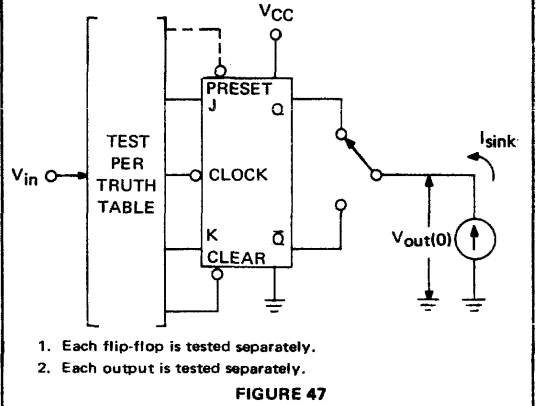 VCC
PRESET
J Q
TEST
PER
TRUTH
TABLE
Isink
Vin
CLOCK
Vout(0)
K Q̅
CLEAR
1. Each flip-flop is tested separately.
2. Each output is tested separately.
FIGURE 47